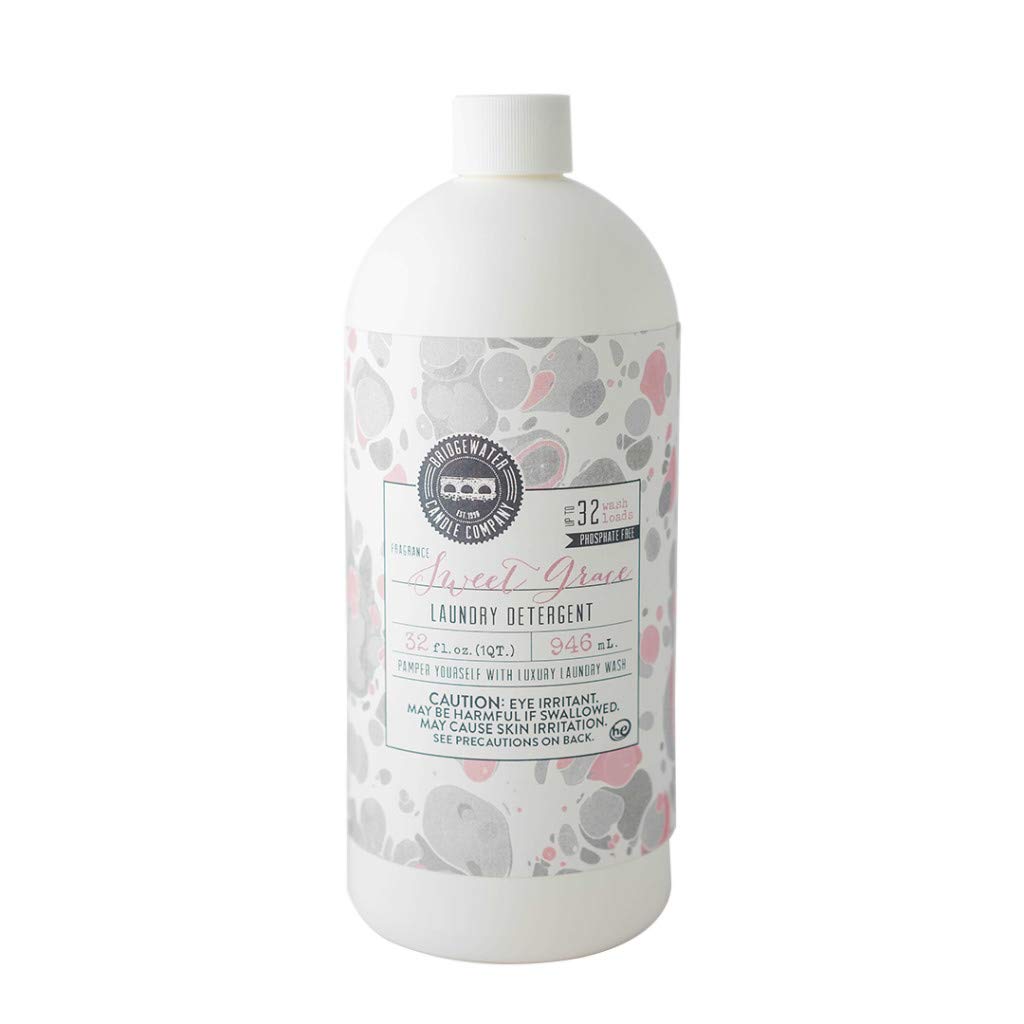 BRIDGEWATER
EST. 1998
CANDLE COMPANY
UP TO 32 wash loads
PHOSPHATE FREE
FRAGRANCE
Sweet Grace
LAUNDRY DETERGENT
32 fl.oz.(1QT.) 946 mL.
PAMPER YOURSELF WITH LUXURY LAUNDRY WASH
CAUTION: EYE IRRITANT.
MAY BE HARMFUL IF SWALLOWED.
MAY CAUSE SKIN IRRITATION.
SEE PRECAUTIONS ON BACK.
he